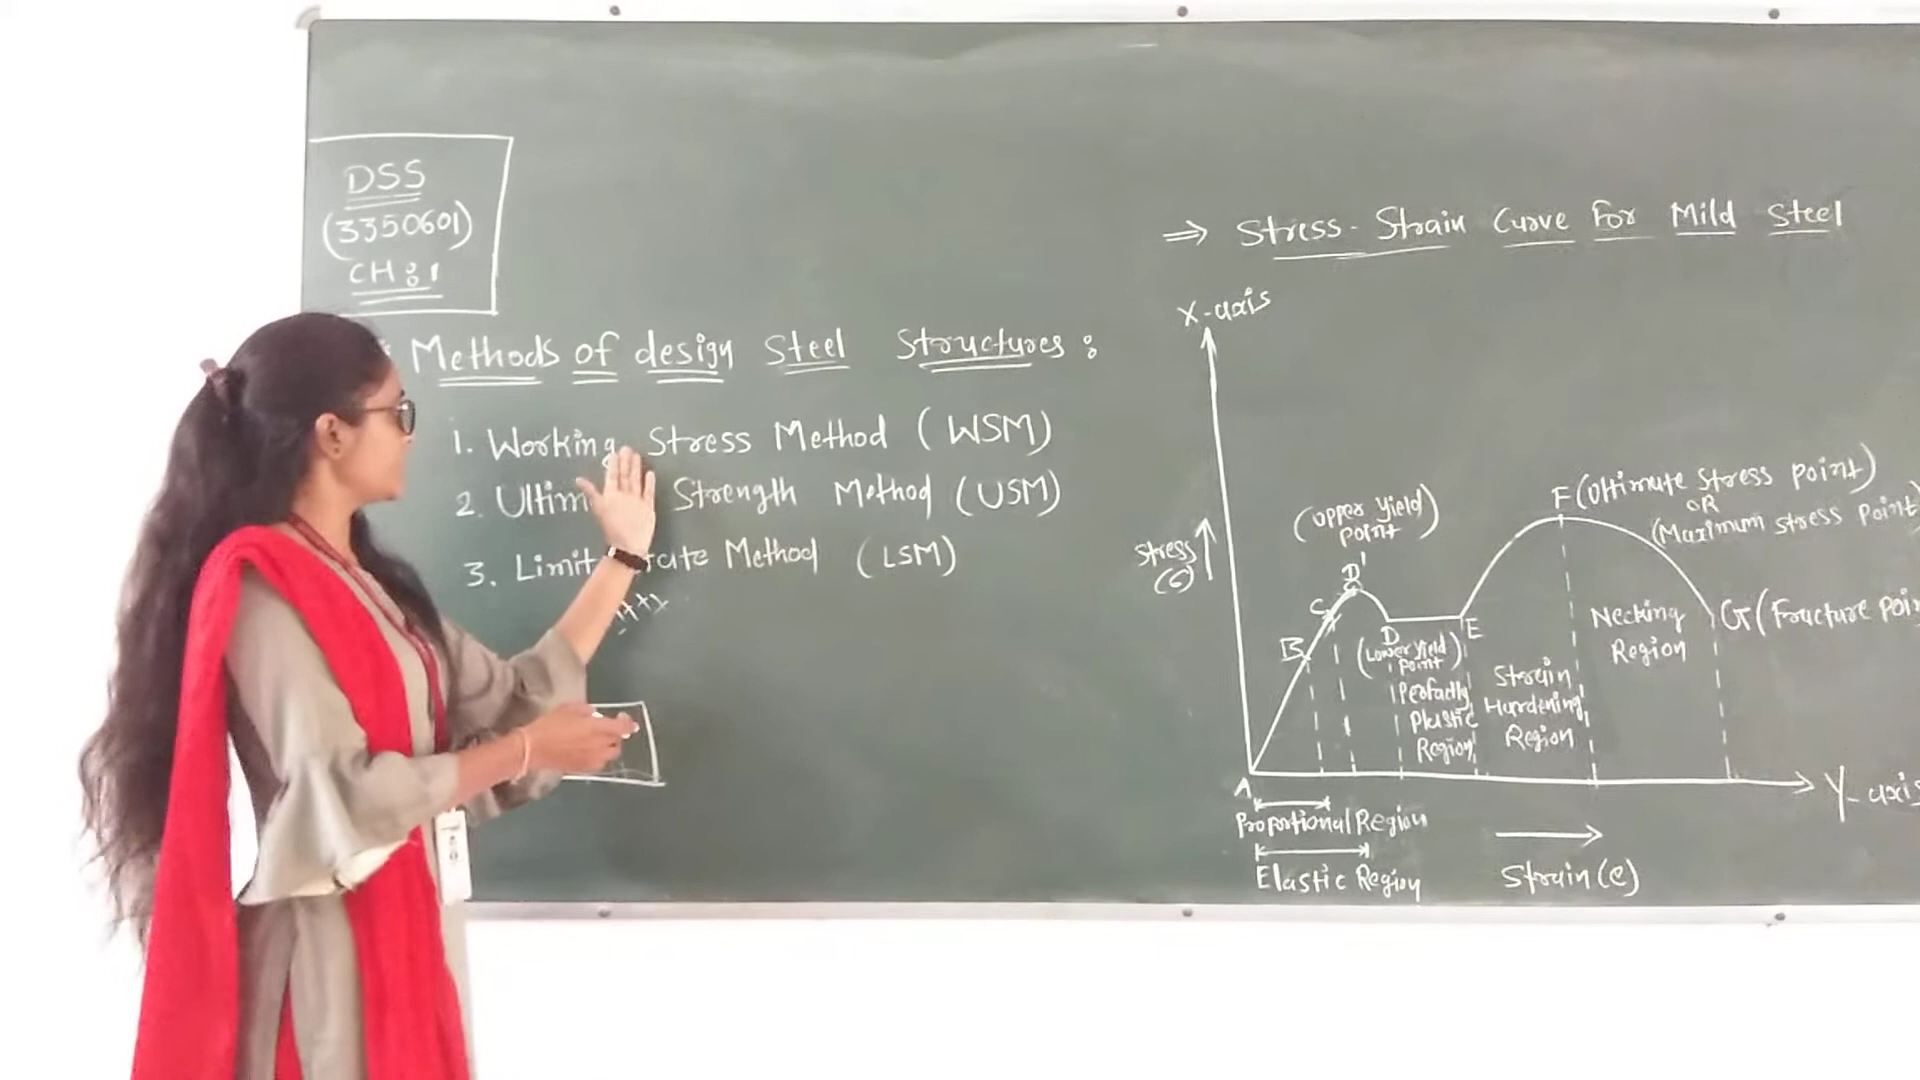 DSS
(3350601)
CH:1
Methods of design Steel Structures:
1. Working Stress Method (WSM)
2. Ultim Strength Method (USM)
3. Limit tate Method (LSM)
⇒ Stress-Strain Curve For Mild Steel
X-axis
Stress
(σ)
(Upper Yield
Point)
F (Ultimate Stress point)
OR
(Maximum stress Point
D'
C
B
D
E
(Lower Yield
Point)
Perfactly
Plastic
Region
Strain
Hardening
Region
Necking
Region
G (Fracture Poin
A
Y-axis
Proportional Region
Elastic Region
Strain (e)